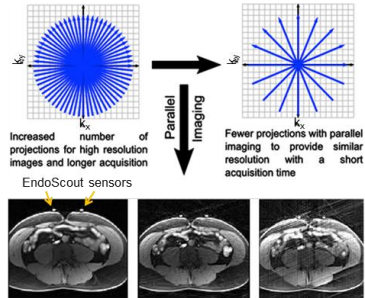 ky
kx
Increased number of
projections for high resolution
images and longer acquisition
Parallel
Imaging
ky
kx
Fewer projections with parallel
imaging to provide similar
resolution with a short
acquisition time
EndoScout sensors